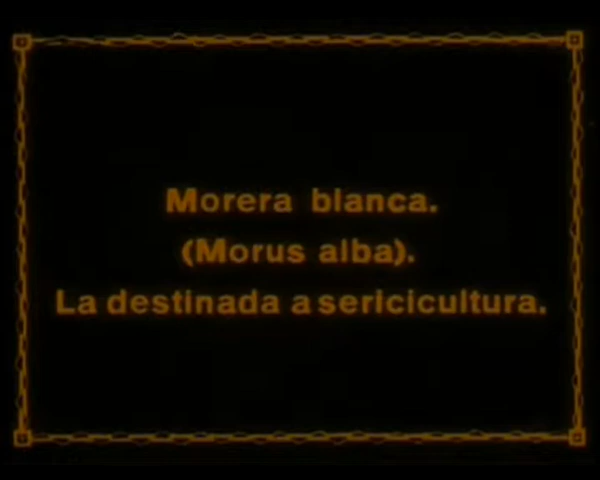 Morera blanca.
(Morus alba).
La destinada a sericicultura.